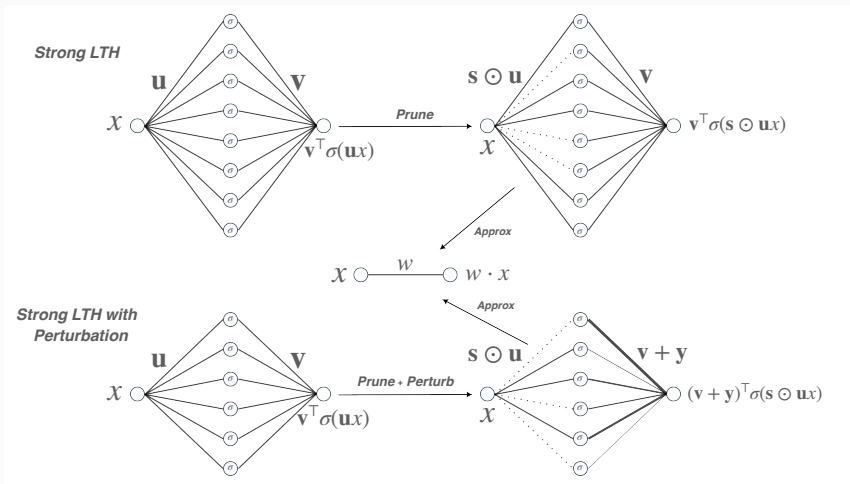 Strong LTH
u
v
x
σ
σ
σ
σ
σ
σ
σ
σ
v⊤σ(ux)
Prune
s ⊙ u
v
x
σ
σ
σ
σ
σ
σ
σ
σ
v⊤σ(s ⊙ ux)
Approx
x
w
w · x
Approx
Strong LTH with
Perturbation
u
v
x
σ
σ
σ
σ
σ
σ
v⊤σ(ux)
Prune + Perturb
s ⊙ u
v + y
x
σ
σ
σ
σ
σ
σ
(v + y)⊤σ(s ⊙ ux)